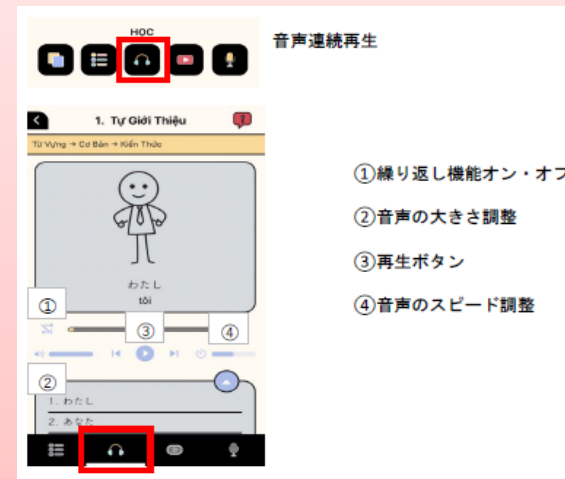 HỌC
音声連続再生
1. Tự Giới Thiệu
Từ Vựng → Cơ Bản → Kiến Thức
わたし
tôi
①
③
④
②
1. わたし
2. あなた
①繰り返し機能オン・オフ
②音声の大きさ調整
③再生ボタン
④音声のスピード調整